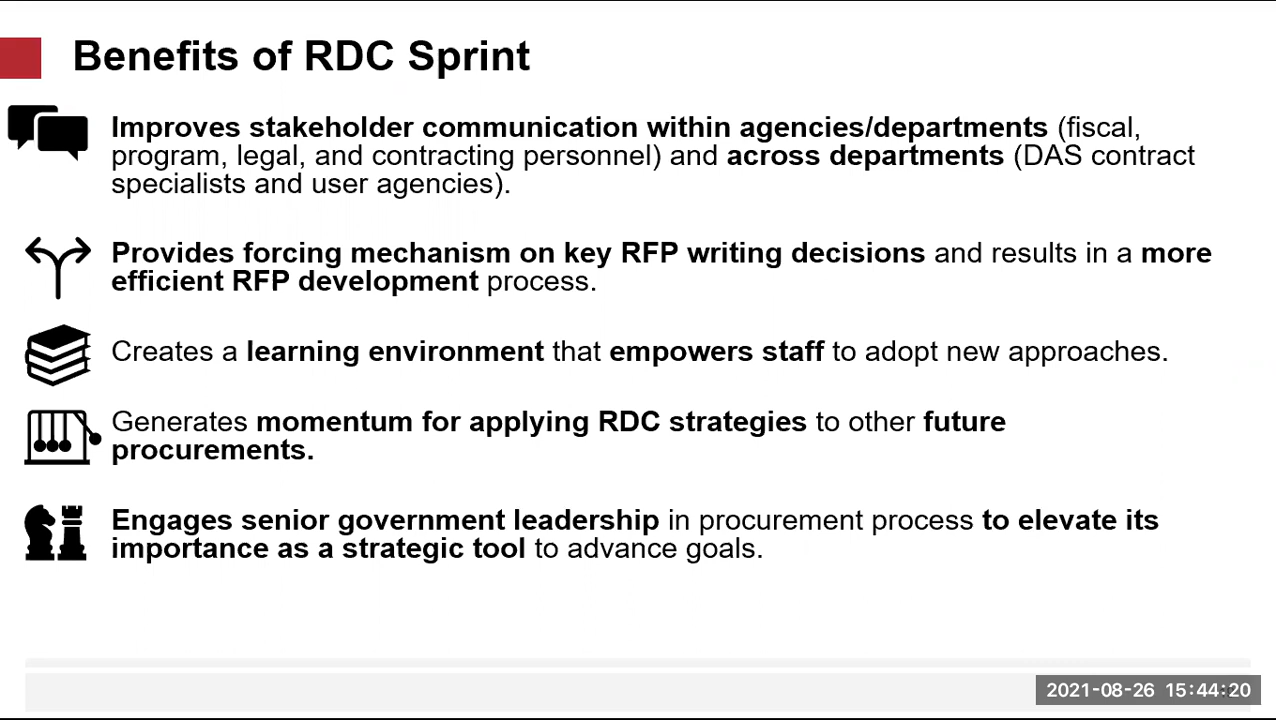 Benefits of RDC Sprint
Improves stakeholder communication within agencies/departments (fiscal,
program, legal, and contracting personnel) and across departments (DAS contract
specialists and user agencies).
Provides forcing mechanism on key RFP writing decisions and results in a more
efficient RFP development process.
Creates a learning environment that empowers staff to adopt new approaches.
Generates momentum for applying RDC strategies to other future
procurements.
Engages senior government leadership in procurement process to elevate its
importance as a strategic tool to advance goals.
2021-08-26 15:44:20